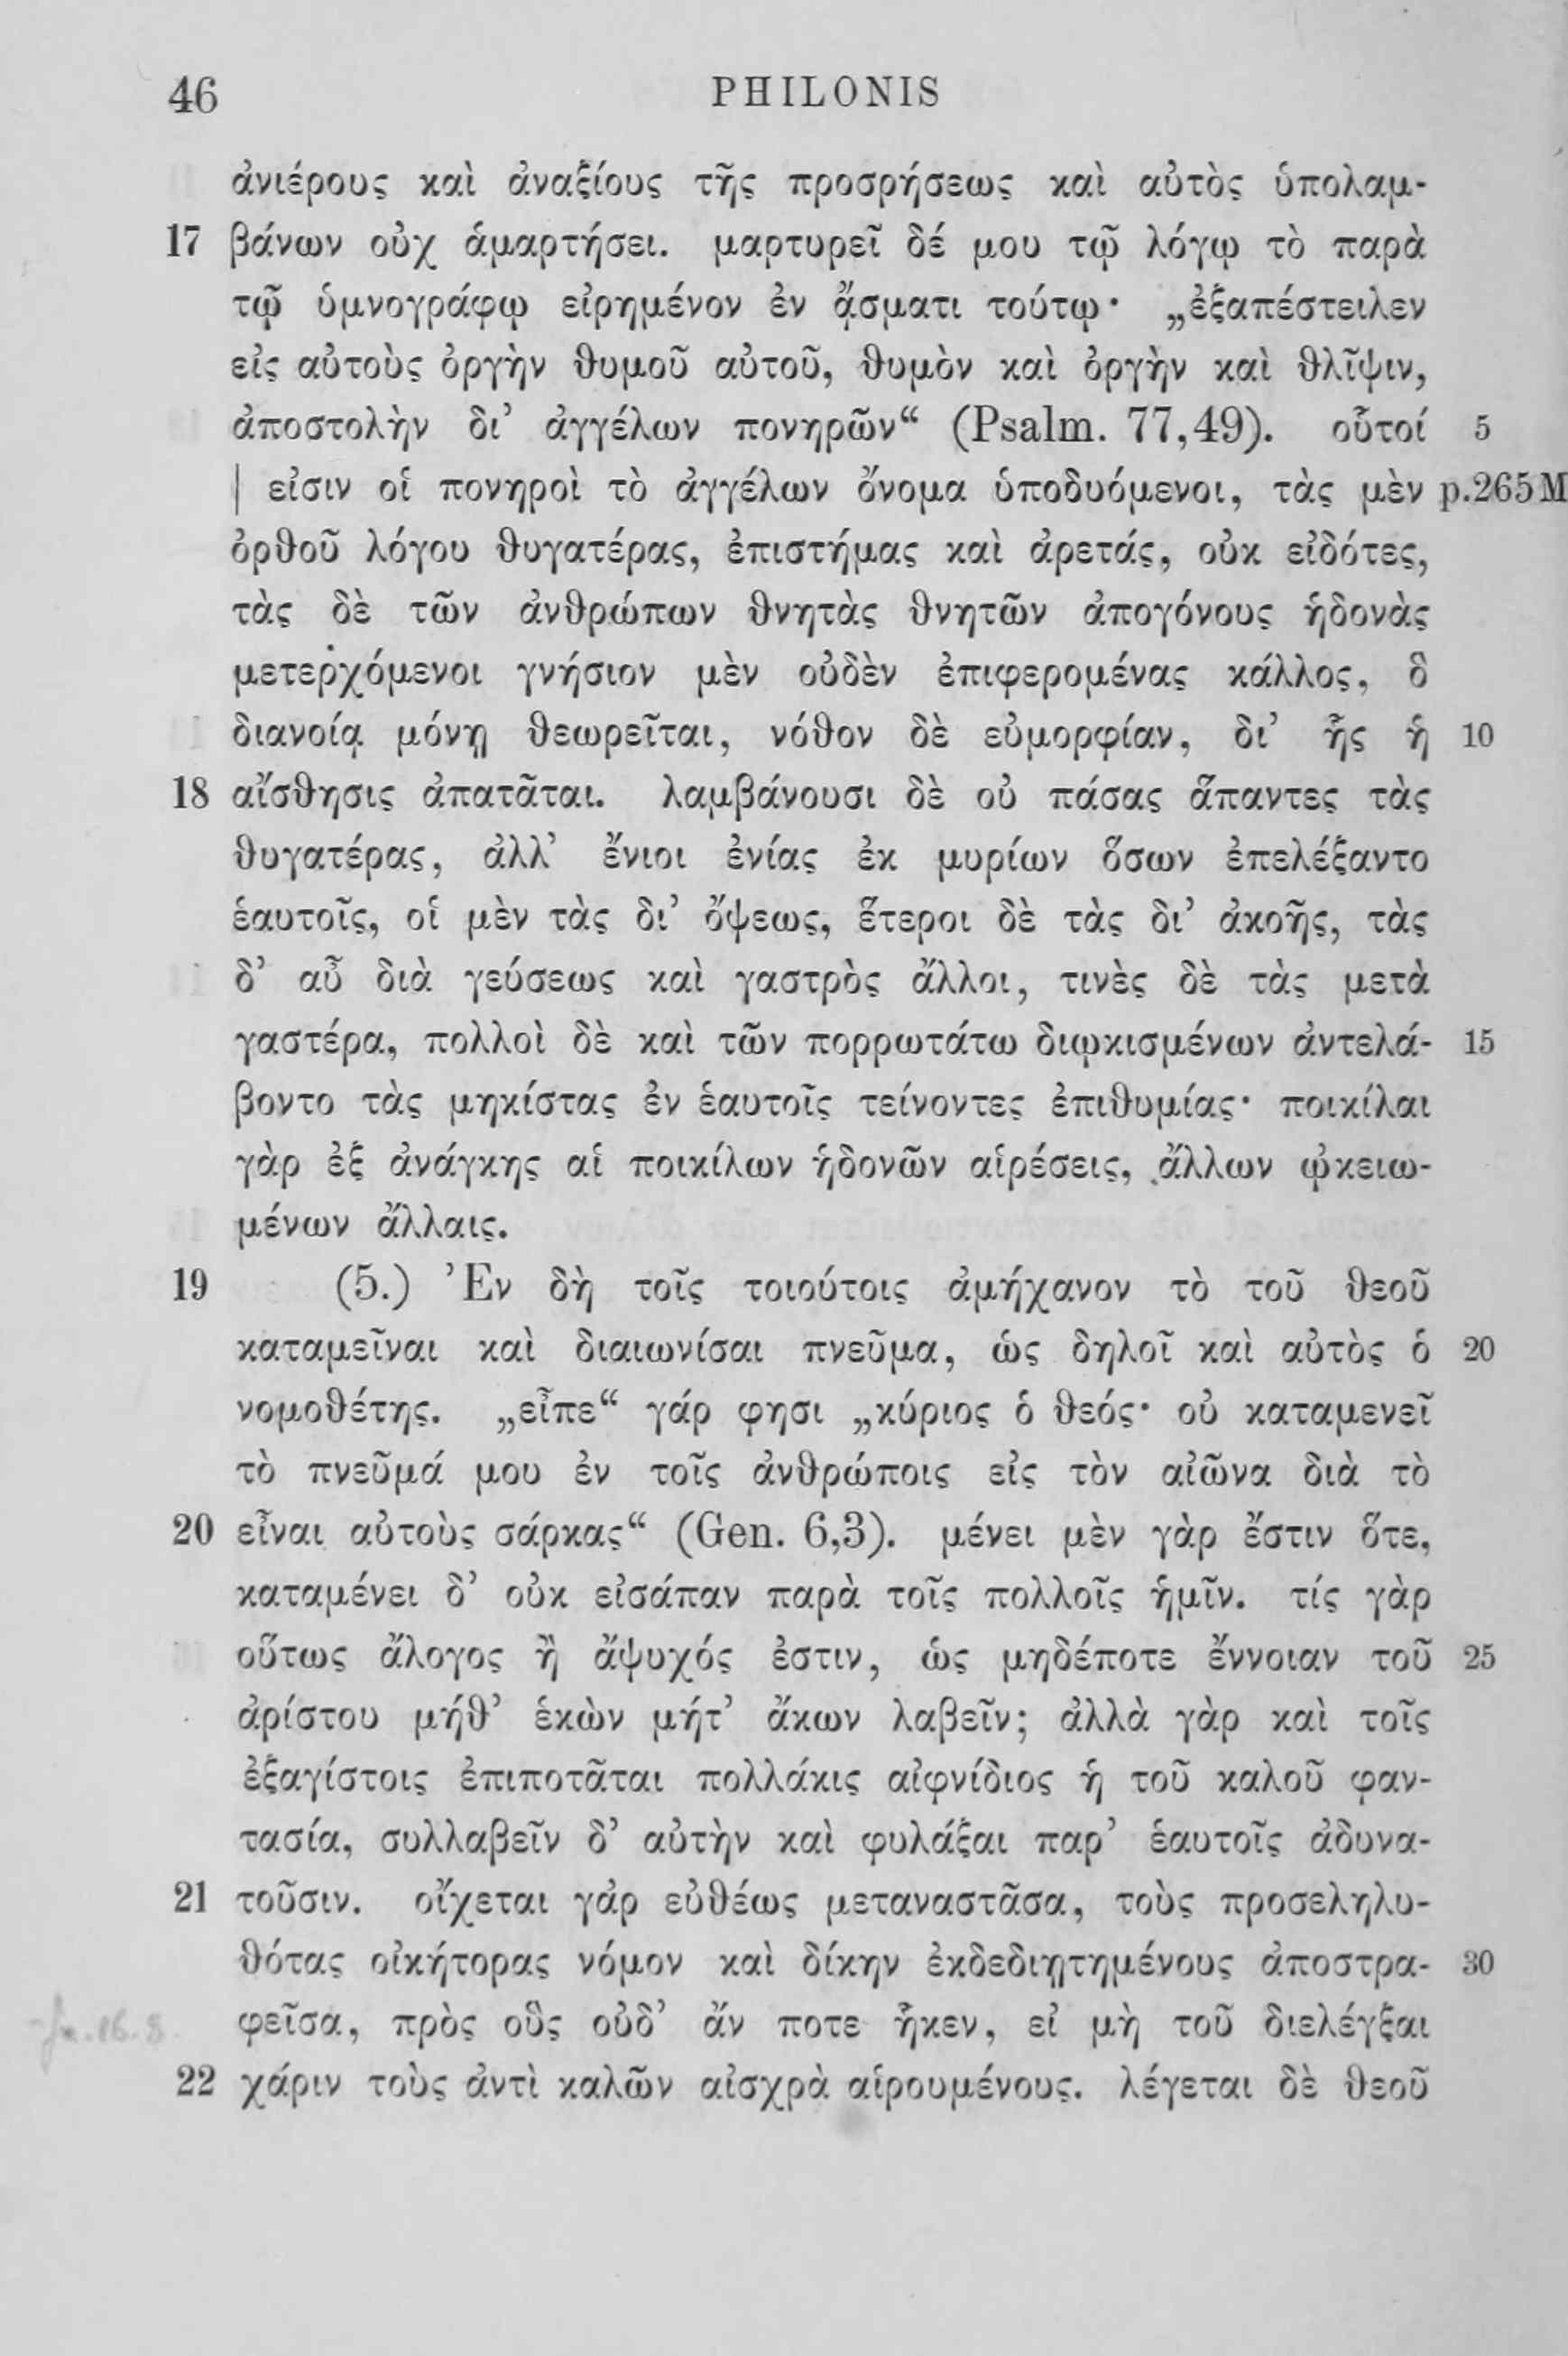 46 PHILONIS
ἀνιέρους καὶ ἀναξίους τῆς προσρήσεως καὶ αὐτὸς ὑπολαμ-
17 βάνων οὐχ ἁμαρτήσει. μαρτυρεῖ δέ μου τῷ λόγῳ τὸ παρὰ
τῷ ὑμνογράφῳ εἰρημένον ἐν ᾄσματι τούτῳ· „ἐξαπέστειλεν
εἰς αὐτοὺς ὀργὴν θυμοῦ αὐτοῦ, θυμὸν καὶ ὀργὴν καὶ θλῖψιν,
ἀποστολὴν δι’ ἀγγέλων πονηρῶν“ (Psalm. 77,49). οὗτοί 5
| εἰσιν οἱ πονηροὶ τὸ ἀγγέλων ὄνομα ὑποδυόμενοι, τὰς μὲν p.265M
ὀρθοῦ λόγου θυγατέρας, ἐπιστήμας καὶ ἀρετάς, οὐκ εἰδότες,
τὰς δὲ τῶν ἀνθρώπων θνητὰς θνητῶν ἀπογόνους ἡδονὰς
μετερχόμενοι γνήσιον μὲν οὐδὲν ἐπιφερομένας κάλλος, ὃ
διανοίᾳ μόνῃ θεωρεῖται, νόθον δὲ εὐμορφίαν, δι’ ἧς ἡ 10
18 αἴσθησις ἀπατᾶται. λαμβάνουσι δὲ οὐ πάσας ἅπαντες τὰς
θυγατέρας, ἀλλ’ ἔνιοι ἐνίας ἐκ μυρίων ὅσων ἐπελέξαντο
ἑαυτοῖς, οἱ μὲν τὰς δι’ ὄψεως, ἕτεροι δὲ τὰς δι’ ἀκοῆς, τὰς
δ’ αὖ διὰ γεύσεως καὶ γαστρὸς ἄλλοι, τινὲς δὲ τὰς μετὰ
γαστέρα, πολλοὶ δὲ καὶ τῶν πορρωτάτω διῳκισμένων ἀντελά- 15
βοντο τὰς μηκίστας ἐν ἑαυτοῖς τείνοντες ἐπιθυμίας· ποικίλαι
γὰρ ἐξ ἀνάγκης αἱ ποικίλων ἡδονῶν αἱρέσεις, ἄλλων ᾠκειω-
μένων ἄλλαις.
19 (5.) Ἐν δὴ τοῖς τοιούτοις ἀμήχανον τὸ τοῦ θεοῦ
καταμεῖναι καὶ διαιωνίσαι πνεῦμα, ὡς δηλοῖ καὶ αὐτὸς ὁ 20
νομοθέτης. „εἶπε“ γάρ φησι „κύριος ὁ θεός· οὐ καταμενεῖ
τὸ πνεῦμά μου ἐν τοῖς ἀνθρώποις εἰς τὸν αἰῶνα διὰ τὸ
20 εἶναι αὐτοὺς σάρκας“ (Gen. 6,3). μένει μὲν γὰρ ἔστιν ὅτε,
καταμένει δ’ οὐκ εἰσάπαν παρὰ τοῖς πολλοῖς ἡμῖν. τίς γὰρ
οὕτως ἄλογος ἢ ἄψυχός ἐστιν, ὡς μηδέποτε ἔννοιαν τοῦ 25
ἀρίστου μήθ’ ἑκὼν μήτ’ ἄκων λαβεῖν; ἀλλὰ γὰρ καὶ τοῖς
ἐξαγίστοις ἐπιποτᾶται πολλάκις αἰφνίδιος ἡ τοῦ καλοῦ φαν-
τασία, συλλαβεῖν δ’ αὐτὴν καὶ φυλάξαι παρ’ ἑαυτοῖς ἀδυνα-
21 τοῦσιν. οἴχεται γὰρ εὐθέως μεταναστᾶσα, τοὺς προσεληλυ-
θότας οἰκήτορας νόμον καὶ δίκην ἐκδεδιῃτημένους ἀποστρα- 30
φεῖσα, πρὸς οὓς οὐδ’ ἄν ποτε ἧκεν, εἰ μὴ τοῦ διελέγξαι
22 χάριν τοὺς ἀντὶ καλῶν αἰσχρὰ αἱρουμένους. λέγεται δὲ θεοῦ